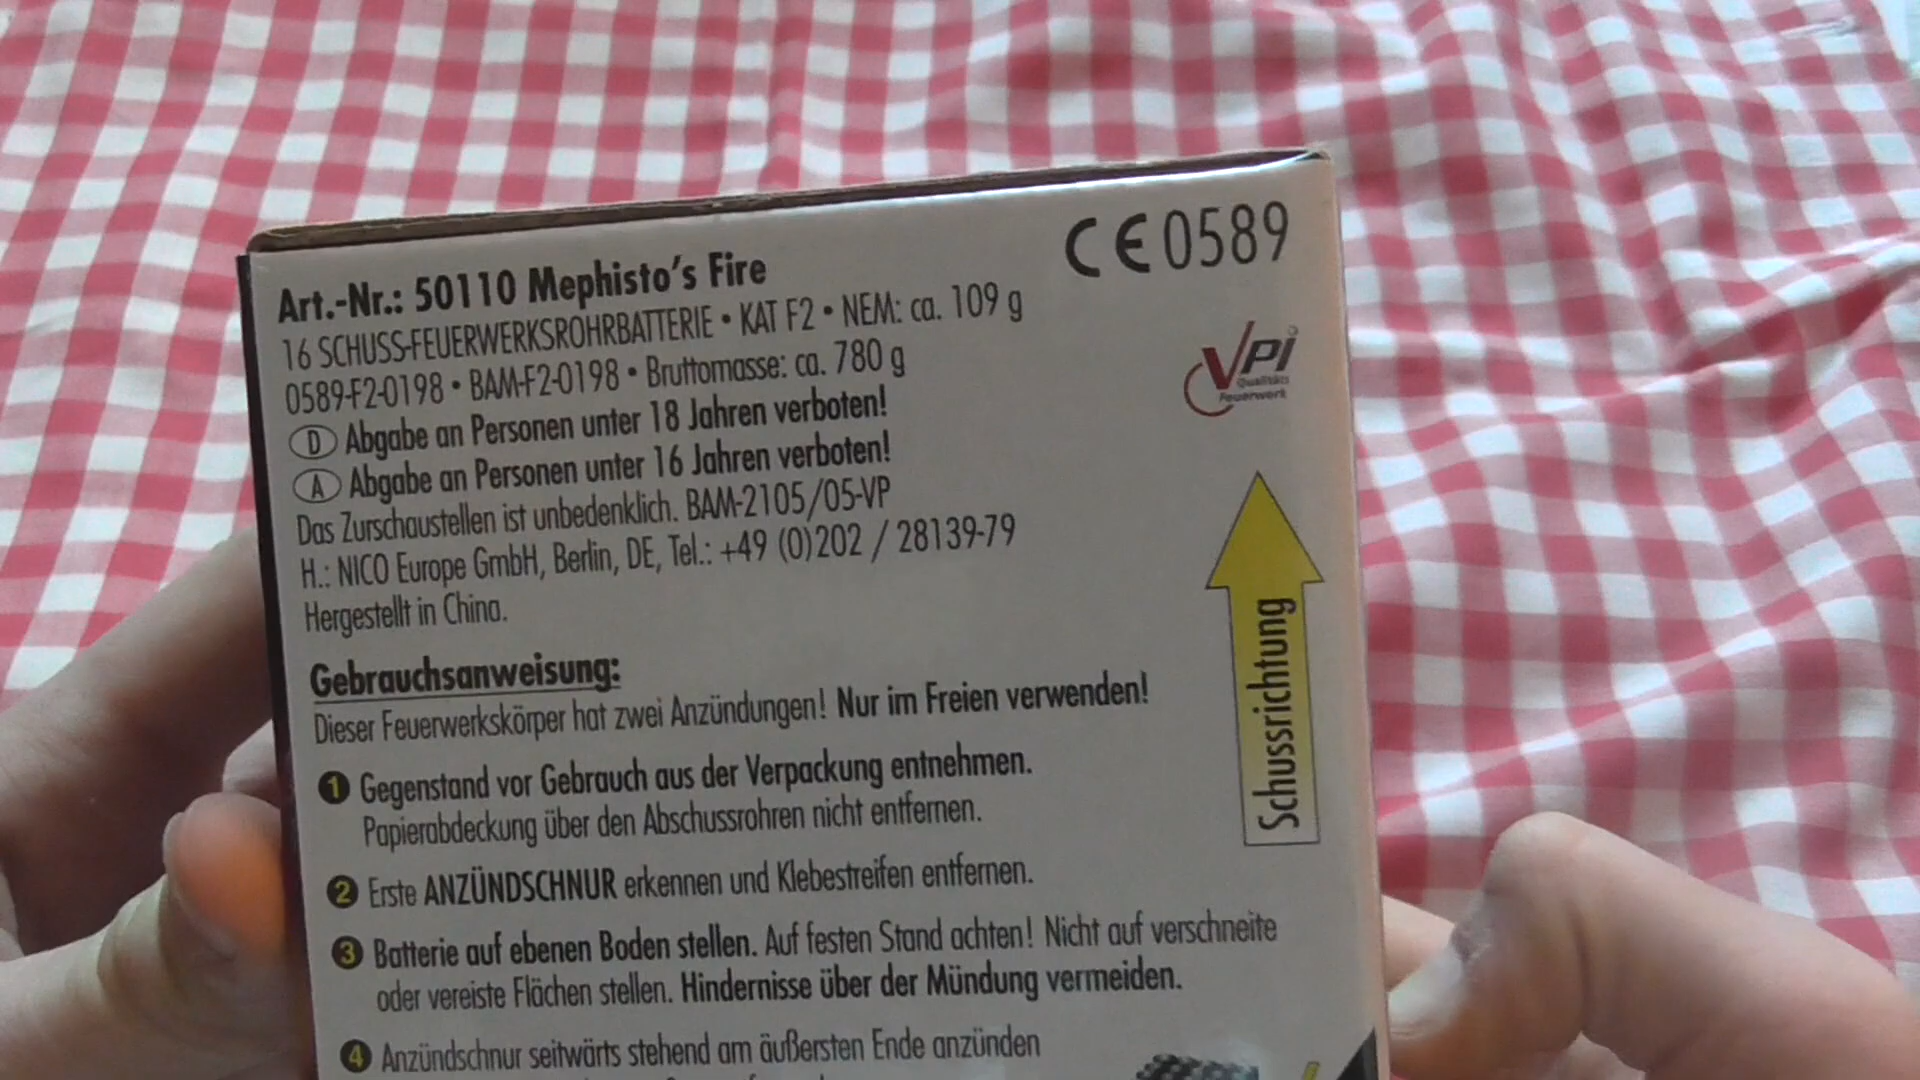 Art.-Nr.: 50110 Mephisto's Fire
CE0589
16 SCHUSS-FEUERWERKSROHRBATTERIE • KAT F2 • NEM: ca. 109 g
0589-F2-0198 • BAM-F2-0198 • Bruttomasse: ca. 780 g
VPi
Qualitäts
Feuerwerk
D Abgabe an Personen unter 18 Jahren verboten!
A Abgabe an Personen unter 16 Jahren verboten!
Das Zurschaustellen ist unbedenklich. BAM-2105/05-VP
H.: NICO Europe GmbH, Berlin, DE, Tel.: +49 (0)202 / 28139-79
Hergestellt in China.
Schussrichtung
Gebrauchsanweisung:
Dieser Feuerwerkskörper hat zwei Anzündungen! Nur im Freien verwenden!
1 Gegenstand vor Gebrauch aus der Verpackung entnehmen.
Papierabdeckung über den Abschussrohren nicht entfernen.
2 Erste ANZÜNDSCHNUR erkennen und Klebestreifen entfernen.
3 Batterie auf ebenen Boden stellen. Auf festen Stand achten! Nicht auf verschneite
oder vereiste Flächen stellen. Hindernisse über der Mündung vermeiden.
4 Anzündschnur seitwärts stehend am äußersten Ende anzünden